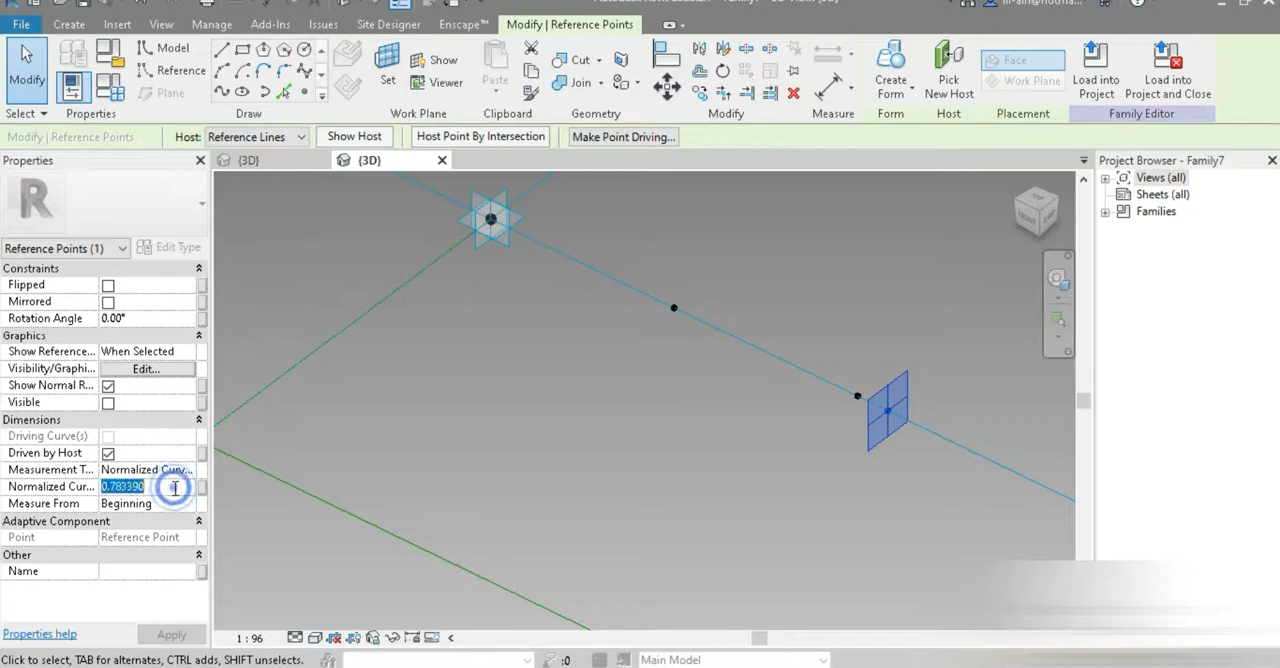 File Create Insert View Manage Add-Ins Issues Site Designer Enscape™ Modify | Reference Points
Modify
Select
Properties
Model
Reference
Plane
Draw
Set
Show
Viewer
Work Plane
Paste
Clipboard
Cut
Join
Geometry
Modify
Measure
Create Form
Form
Pick New Host
Host
Face
Work Plane
Placement
Load into Project
Load into Project and Close
Family Editor
Modify | Reference Points Host: Reference Lines Show Host Host Point By Intersection Make Point Driving...
Properties
{3D} {3D}
Project Browser - Family7
Views (all)
Sheets (all)
Families
R
Reference Points (1) Edit Type
Constraints
Flipped
Mirrored
Rotation Angle 0.00°
Graphics
Show Reference... When Selected
Visibility/Graphi... Edit...
Show Normal R...
Visible
Dimensions
Driving Curve(s)
Driven by Host
Measurement T... Normalized Curv...
Normalized Cur... 0.783390
Measure From Beginning
Adaptive Component
Point Reference Point
Other
Name
Properties help Apply
TOP
FRONT
1 : 96
Click to select, TAB for alternates, CTRL adds, SHIFT unselects. :0 Main Model